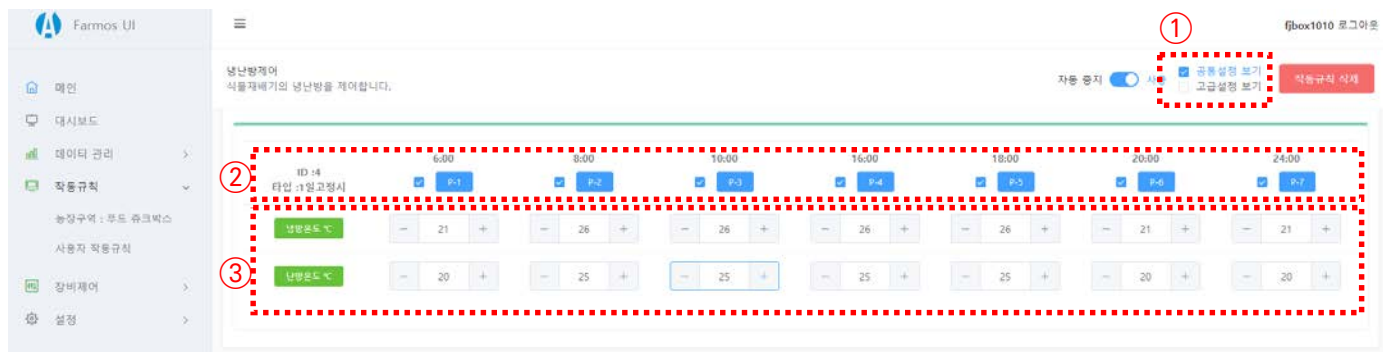 Farmos UI
①
fjbox1010 로그아웃
냉난방제어
식물재배기의 냉난방을 제어합니다.
자동 중지
공통설정 보기
고급설정 보기
작동규칙 삭제
메인
대시보드
데이터 관리
작동규칙
농장구역 : 푸드 쥬크박스
사용자 작동규칙
장비제어
설정
②
ID :4
타입 :1일고정시
6:00 8:00 10:00 16:00 18:00 20:00 24:00
P-1 P-2 P-3 P-4 P-5 P-6 P-7
③
냉방온도 ℃ − 21 + − 26 + − 26 + − 26 + − 26 + − 21 + − 21 +
난방온도 ℃ − 20 + − 25 + − 25 + − 25 + − 25 + − 20 + − 20 +